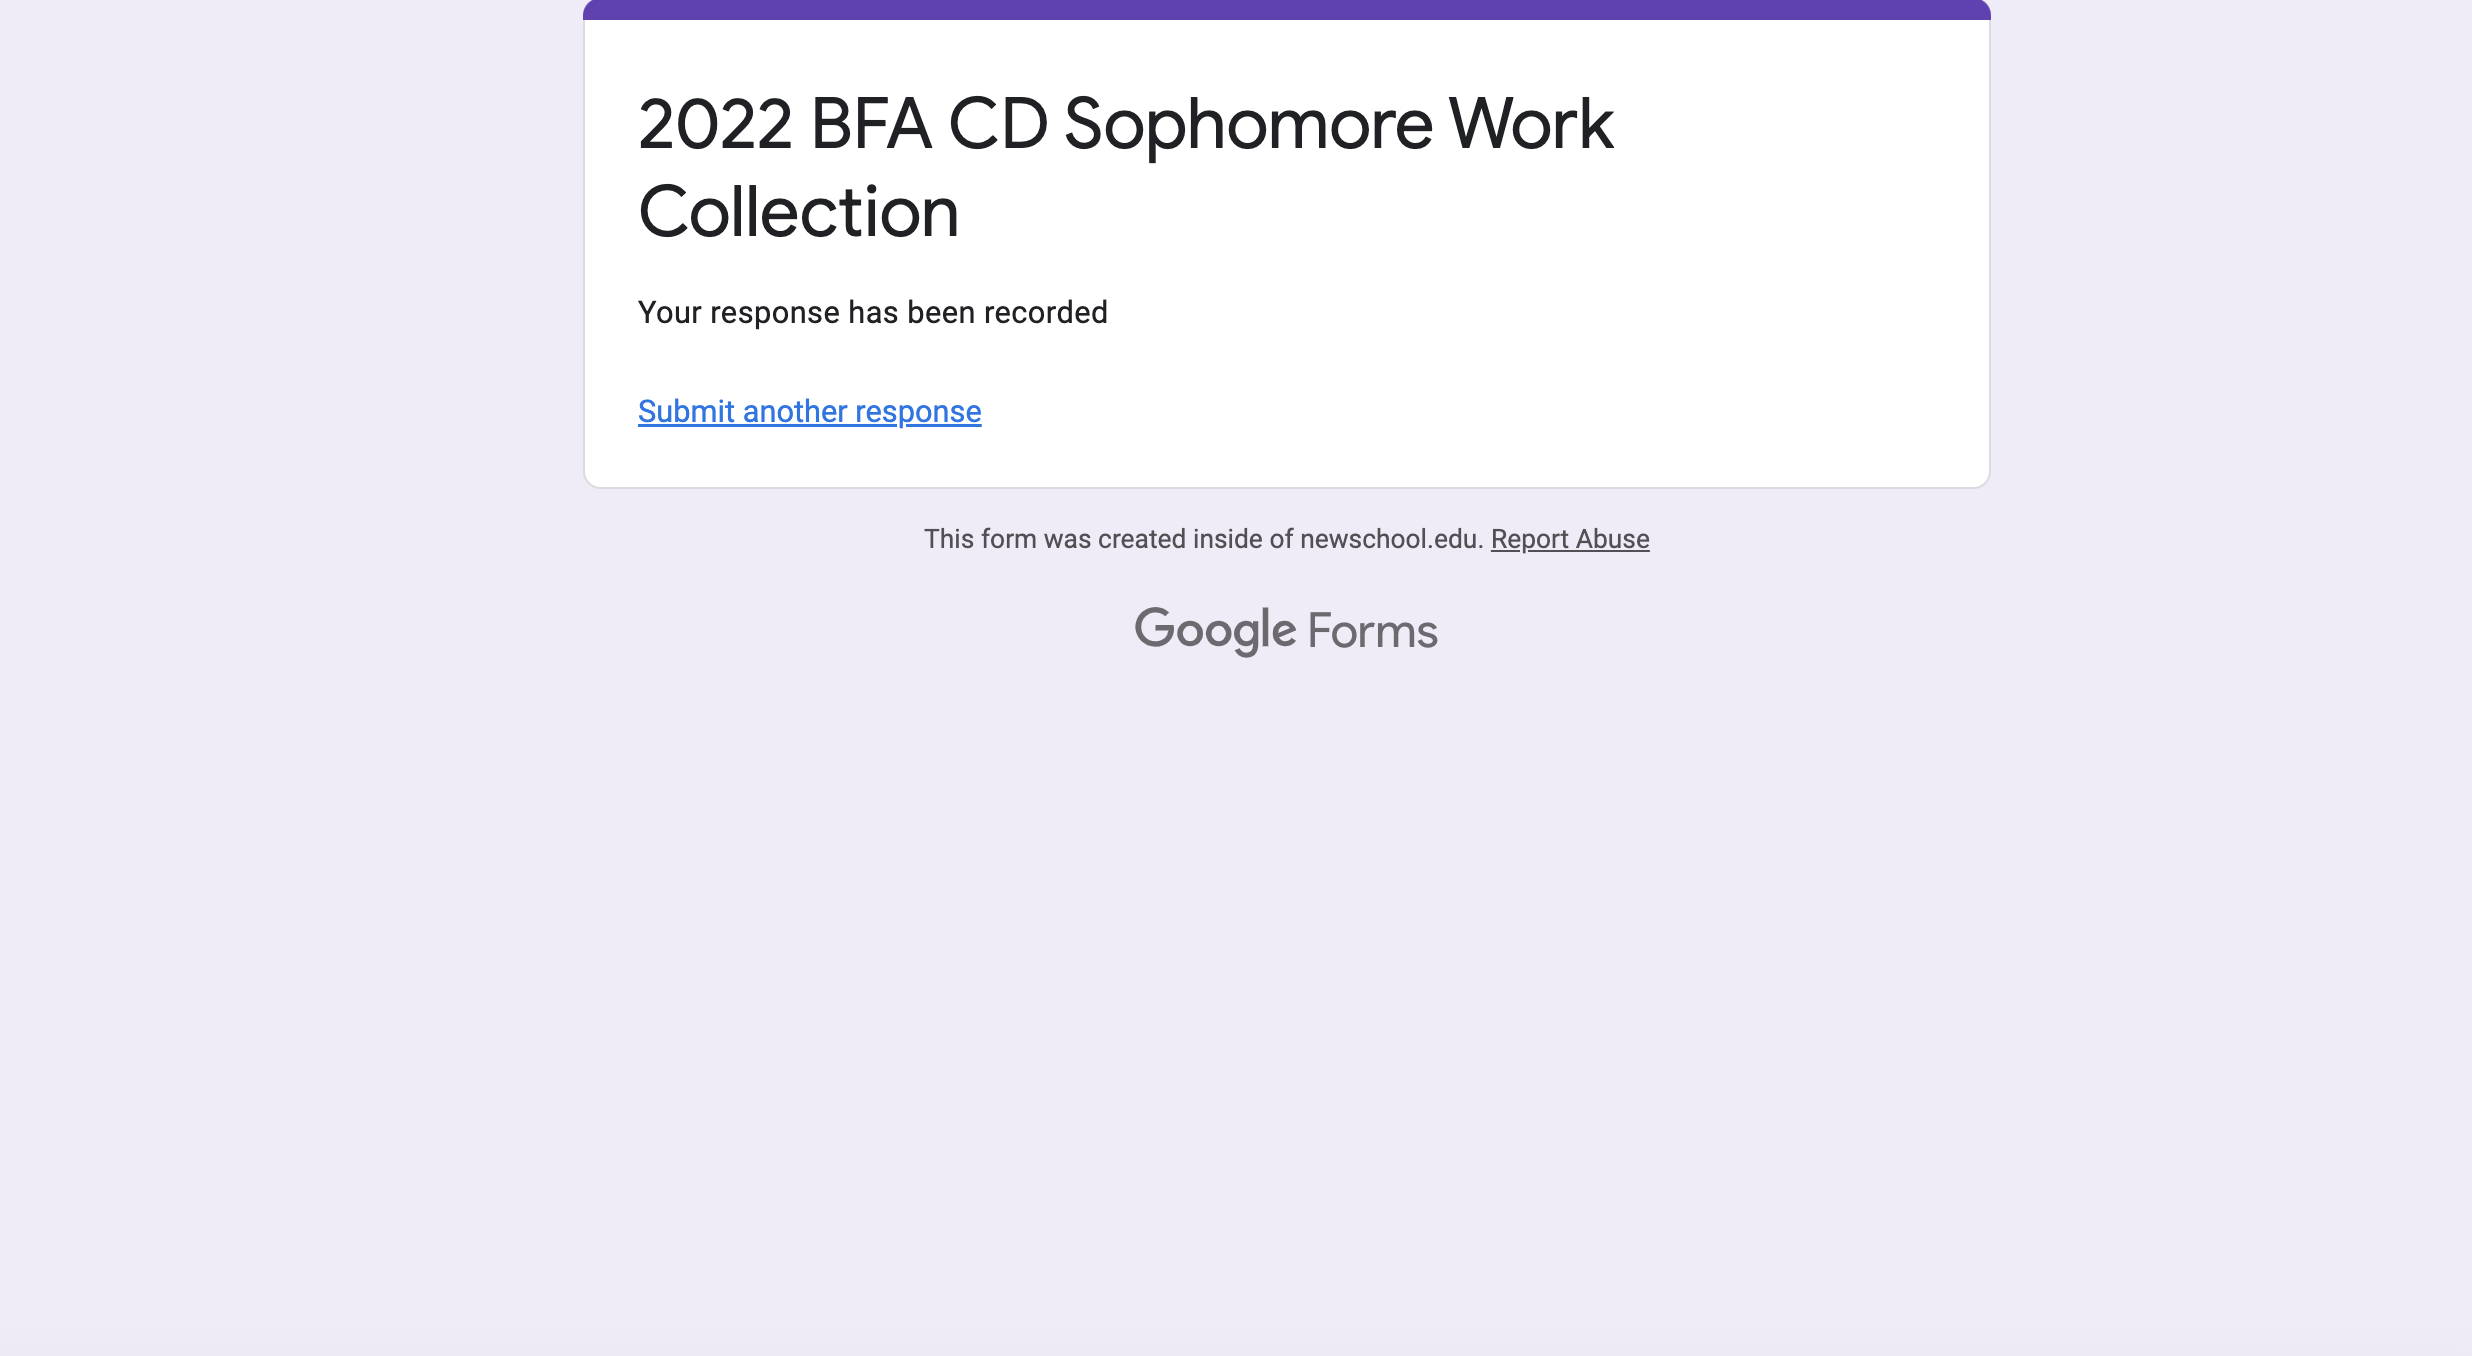 2022 BFA CD Sophomore Work
Collection
Your response has been recorded
Submit another response
This form was created inside of newschool.edu. Report Abuse
Google Forms